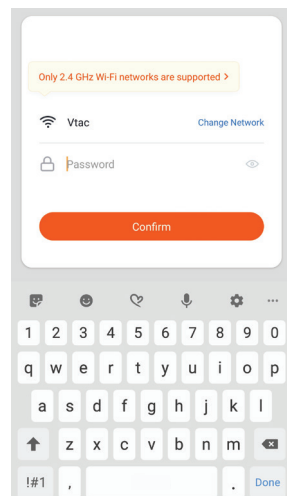 Only 2.4 GHz Wi-Fi networks are supported >
Vtac Change Network
Password
Confirm
1 2 3 4 5 6 7 8 9 0
q w e r t y u i o p
a s d f g h j k l
z x c v b n m
!#1 , . Done